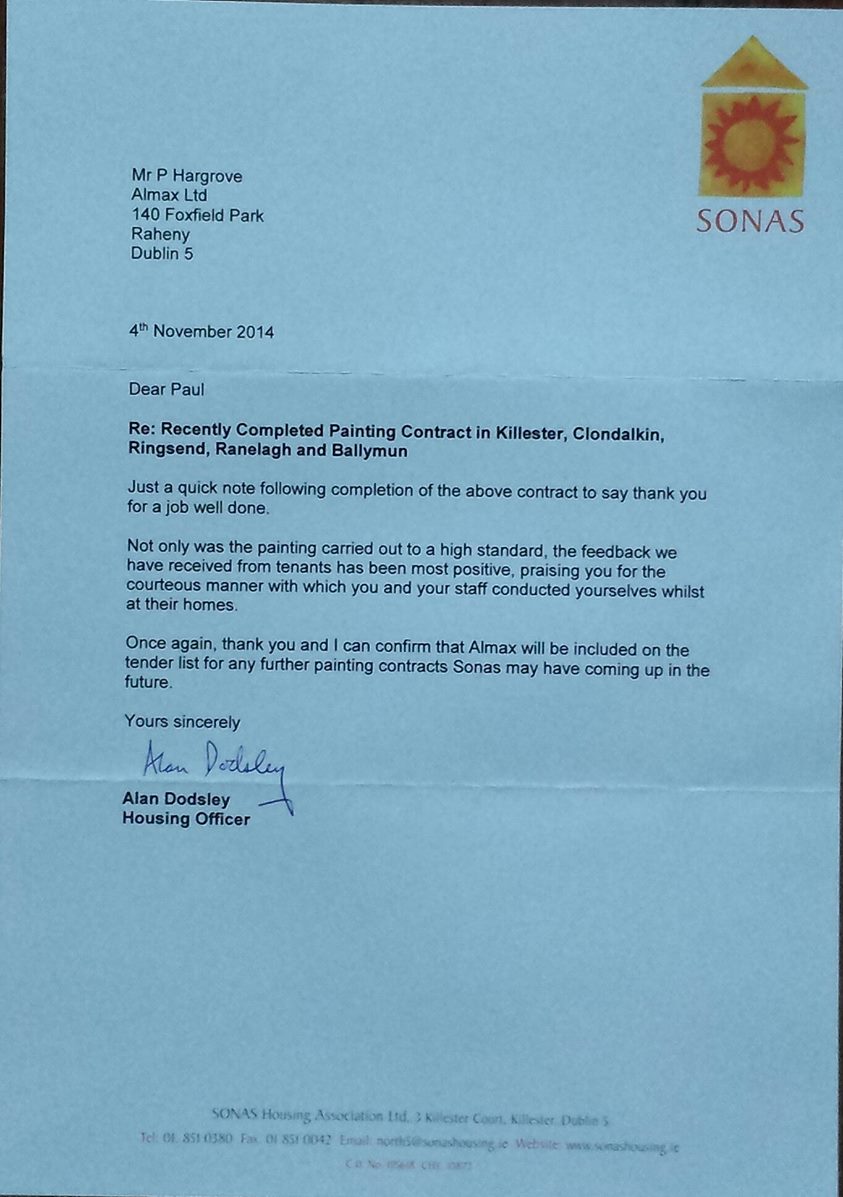 SONAS
Mr P Hargrove
Almax Ltd
140 Foxfield Park
Raheny
Dublin 5
4th November 2014
Dear Paul
Re: Recently Completed Painting Contract in Killester, Clondalkin,
Ringsend, Ranelagh and Ballymun
Just a quick note following completion of the above contract to say thank you
for a job well done.
Not only was the painting carried out to a high standard, the feedback we
have received from tenants has been most positive, praising you for the
courteous manner with which you and your staff conducted yourselves whilst
at their homes.
Once again, thank you and I can confirm that Almax will be included on the
tender list for any further painting contracts Sonas may have coming up in the
future.
Yours sincerely
Alan Dodsley
Alan Dodsley
Housing Officer
SONAS Housing Association Ltd, 3 Killester Court, Killester, Dublin 5
Tel: 01. 851 0380 Fax. 01 851 0042 Email: Website: www.sonashousing.ie